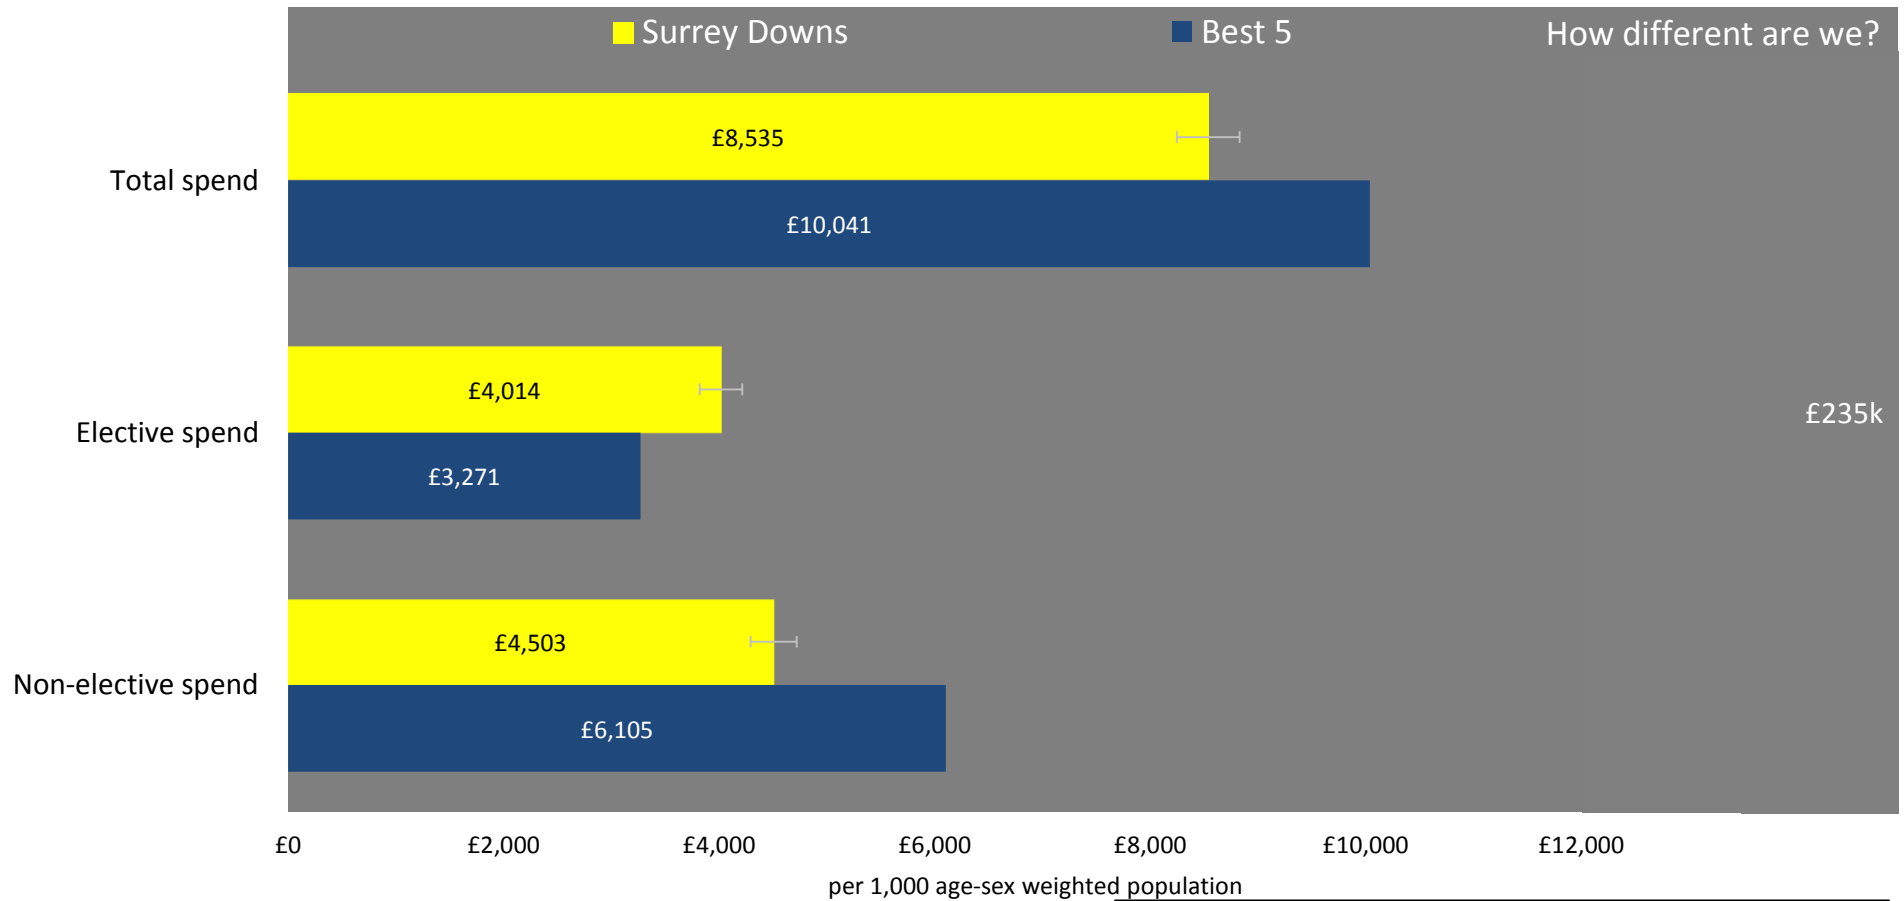 Surrey Downs
Best 5
How different are we?
Total spend
£8,535
£10,041
Elective spend
£4,014
£3,271
£235k
Non-elective spend
£4,503
£6,105
£0 £2,000 £4,000 £6,000 £8,000 £10,000 £12,000
per 1,000 age-sex weighted population